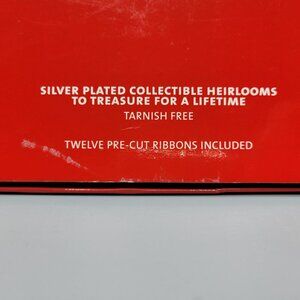 SILVER PLATED COLLECTIBLE HEIRLOOMS
TO TREASURE FOR A LIFETIME
TARNISH FREE
TWELVE PRE-CUT RIBBONS INCLUDED